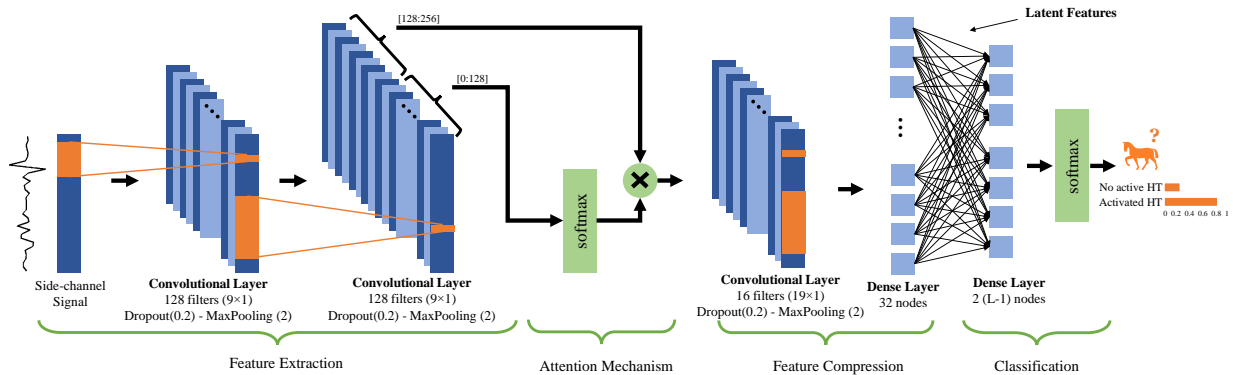 [128:256]
[0:128]
Latent Features
softmax
softmax
?
No active HT
Activated HT
0 0.2 0.4 0.6 0.8 1
Side-channel
Signal
Convolutional Layer
128 filters (9×1)
Dropout(0.2) - MaxPooling (2)
Convolutional Layer
128 filters (9×1)
Dropout(0.2) - MaxPooling (2)
Convolutional Layer
16 filters (19×1)
Dropout(0.2) - MaxPooling (2)
Dense Layer
32 nodes
Dense Layer
2 (L-1) nodes
Feature Extraction
Attention Mechanism
Feature Compression
Classification